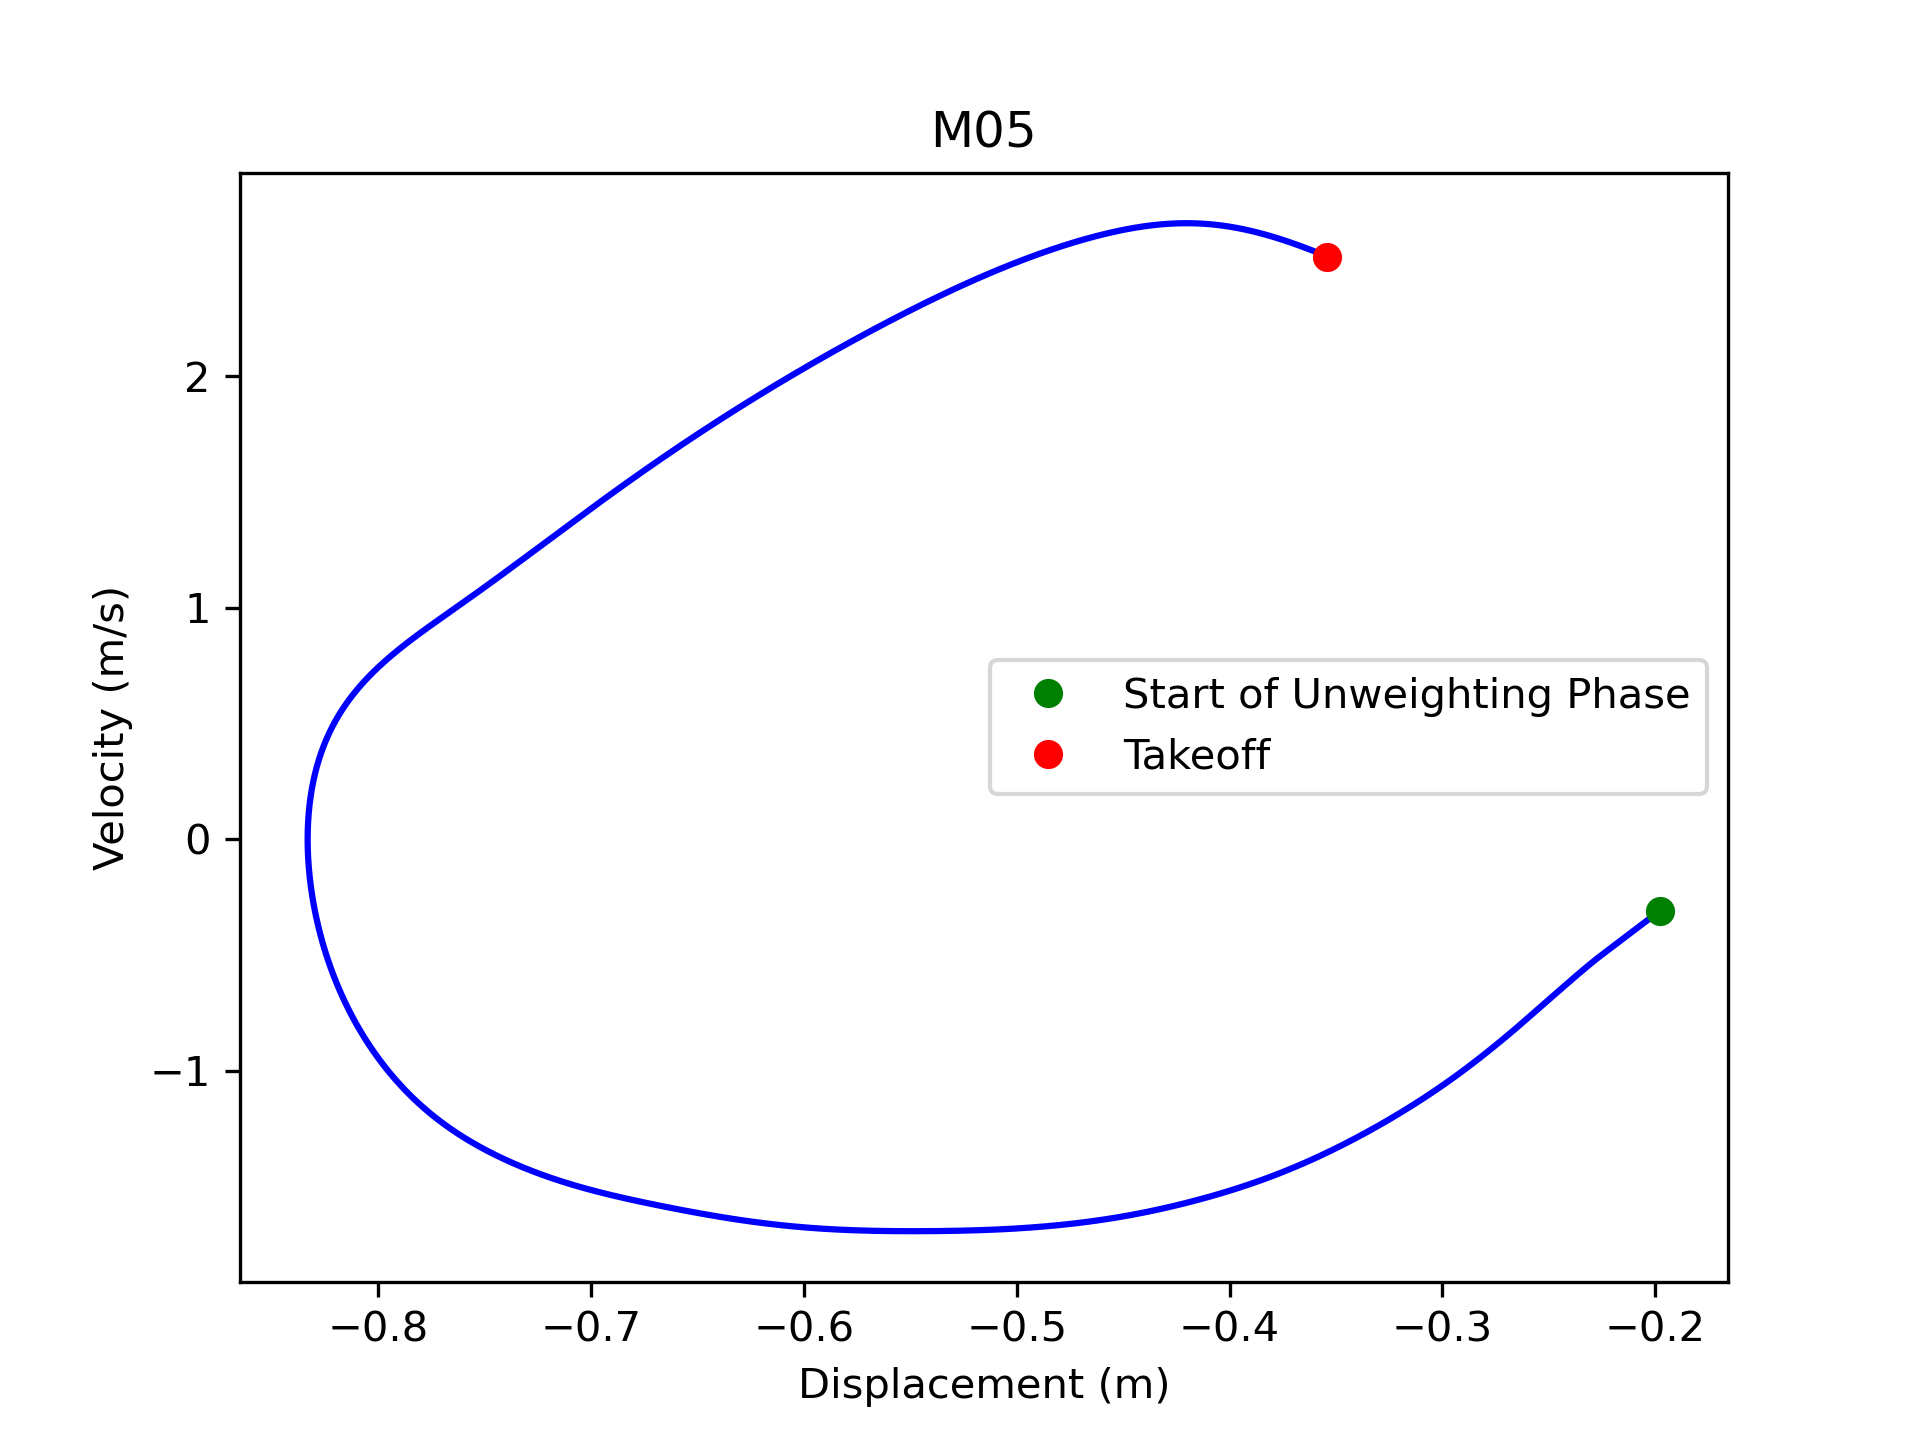 M05
Velocity (m/s)
2
1
0
−1
Start of Unweighting Phase
Takeoff
−0.8 −0.7 −0.6 −0.5 −0.4 −0.3 −0.2
Displacement (m)